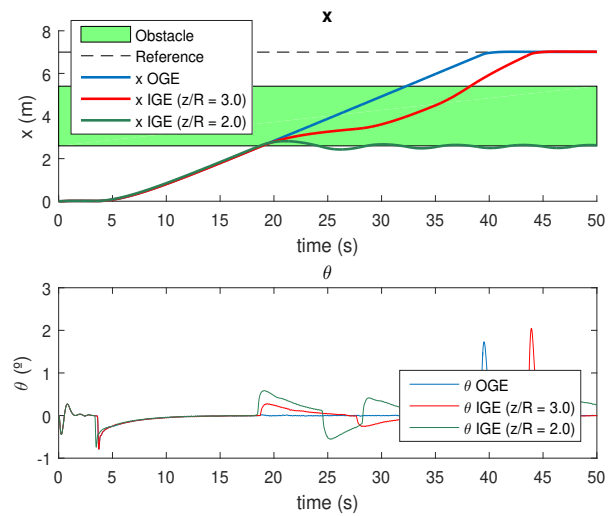 x
8
6
4
2
0
x (m)
Obstacle
Reference
x OGE
x IGE (z/R = 3.0)
x IGE (z/R = 2.0)
0 5 10 15 20 25 30 35 40 45 50
time (s)
θ
3
2
1
0
-1
θ (º)
θ OGE
θ IGE (z/R = 3.0)
θ IGE (z/R = 2.0)
0 5 10 15 20 25 30 35 40 45 50
time (s)